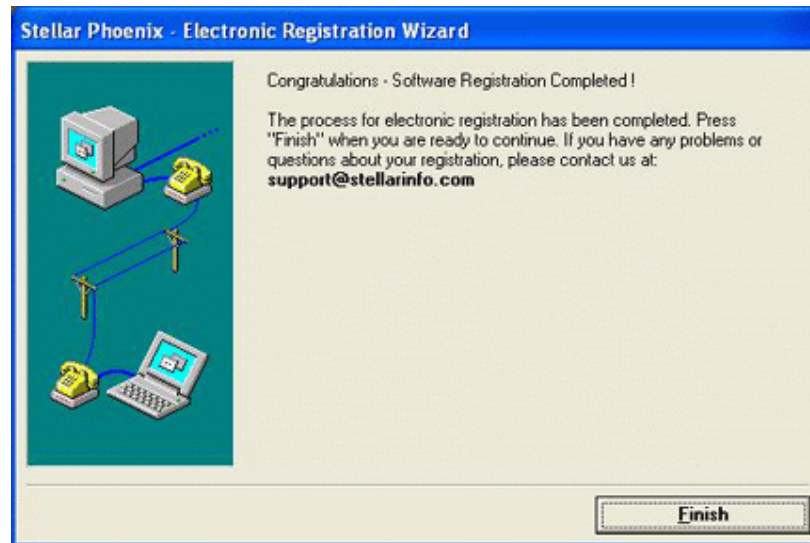 Stellar Phoenix - Electronic Registration Wizard
Congratulations - Software Registration Completed !
The process for electronic registration has been completed. Press
"Finish" when you are ready to continue. If you have any problems or
questions about your registration, please contact us at:
support@stellarinfo.com
Finish